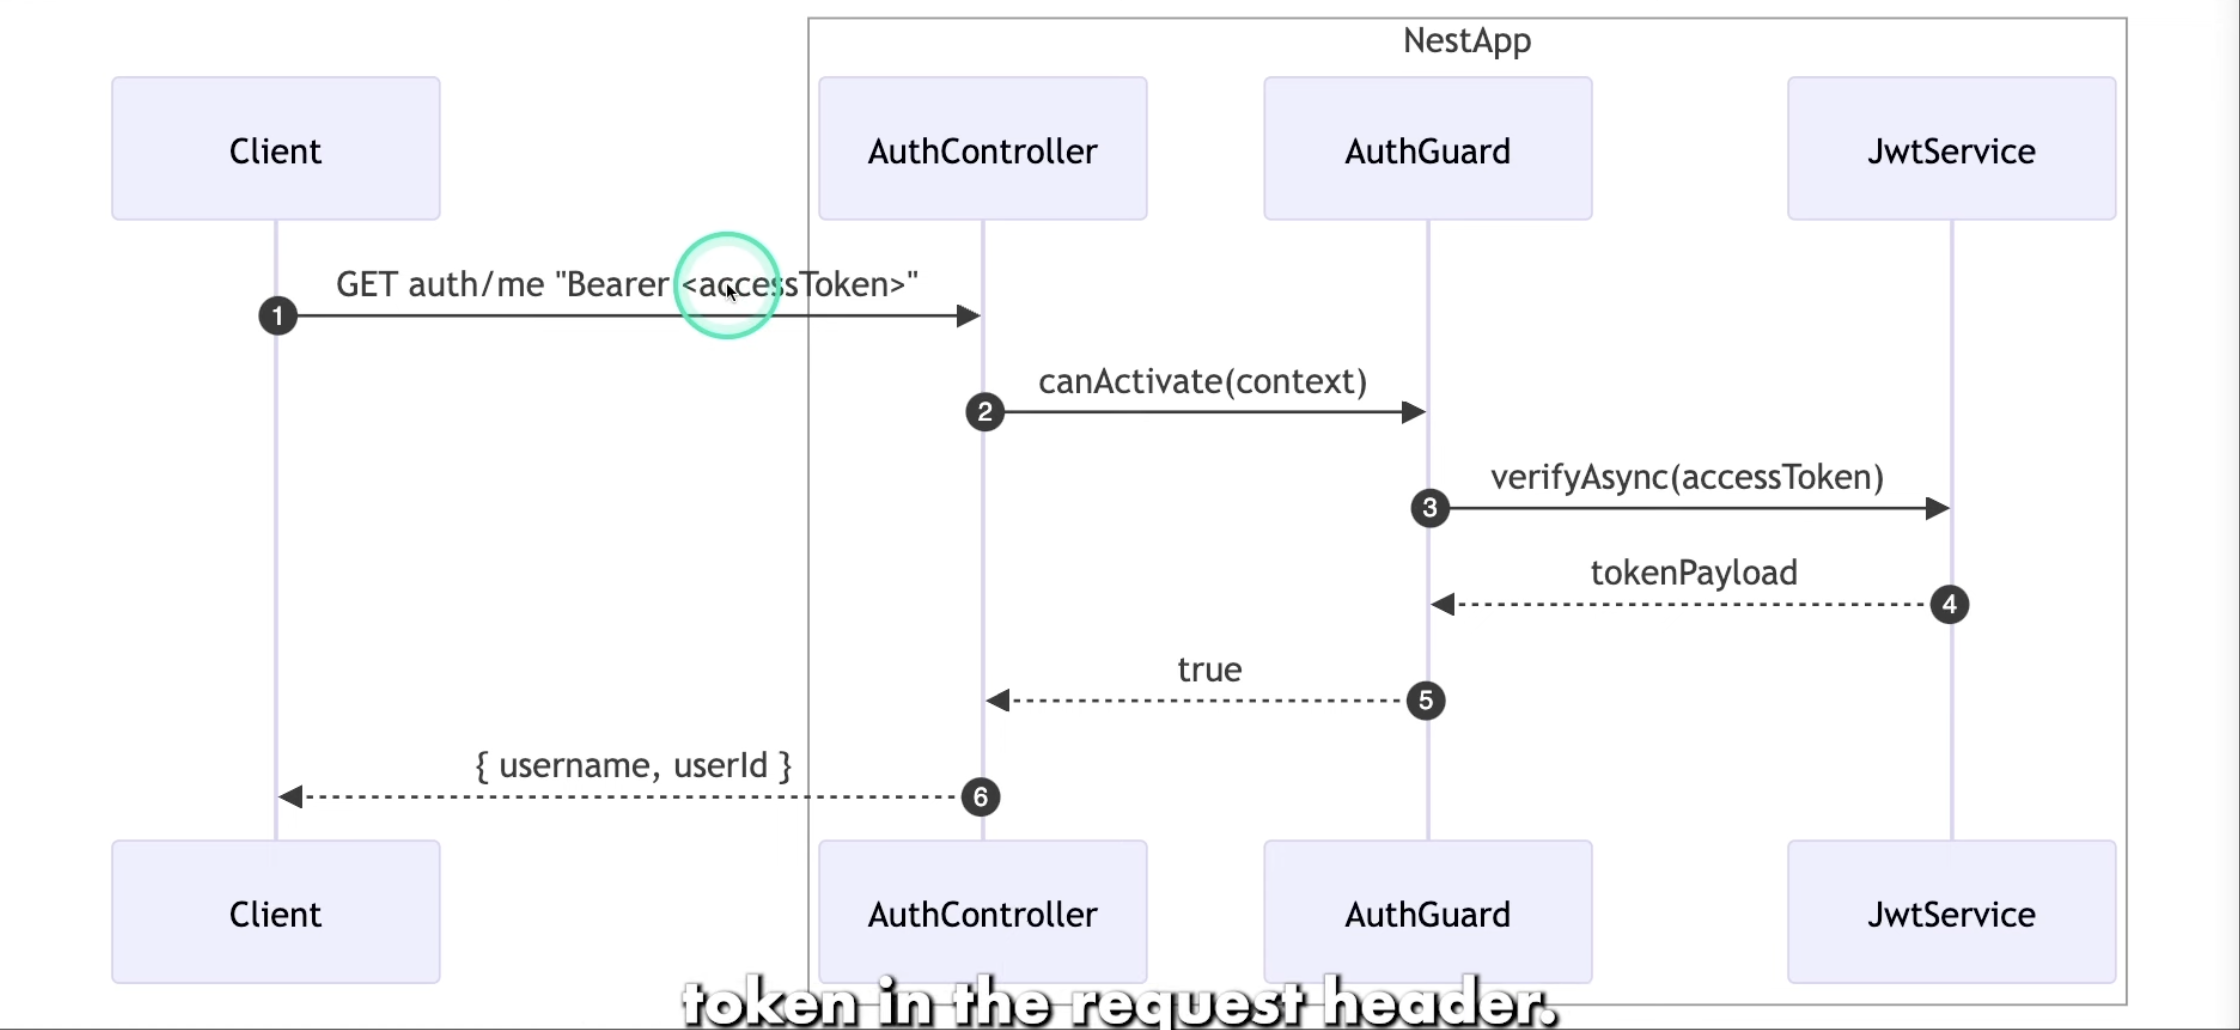 NestApp
Client
AuthController
AuthGuard
JwtService
GET auth/me "Bearer <accessToken>"
1
canActivate(context)
2
verifyAsync(accessToken)
3
tokenPayload
4
true
5
{ username, userId }
6
Client
AuthController
AuthGuard
JwtService
token in the request header.